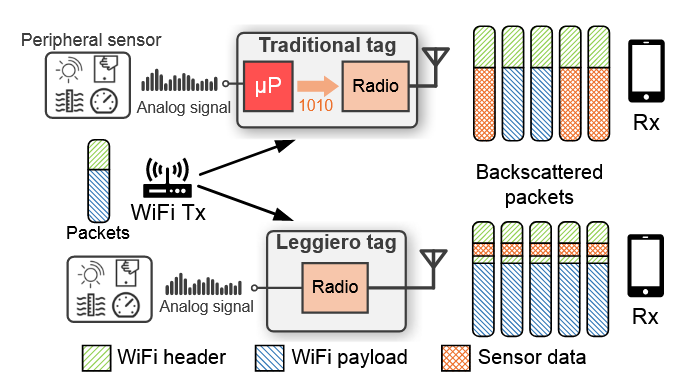 Peripheral sensor
Analog signal
Traditional tag
µP
1010
Radio
Rx
Packets
WiFi Tx
Backscattered
packets
Leggiero tag
Analog signal
Radio
Rx
WiFi header
WiFi payload
Sensor data